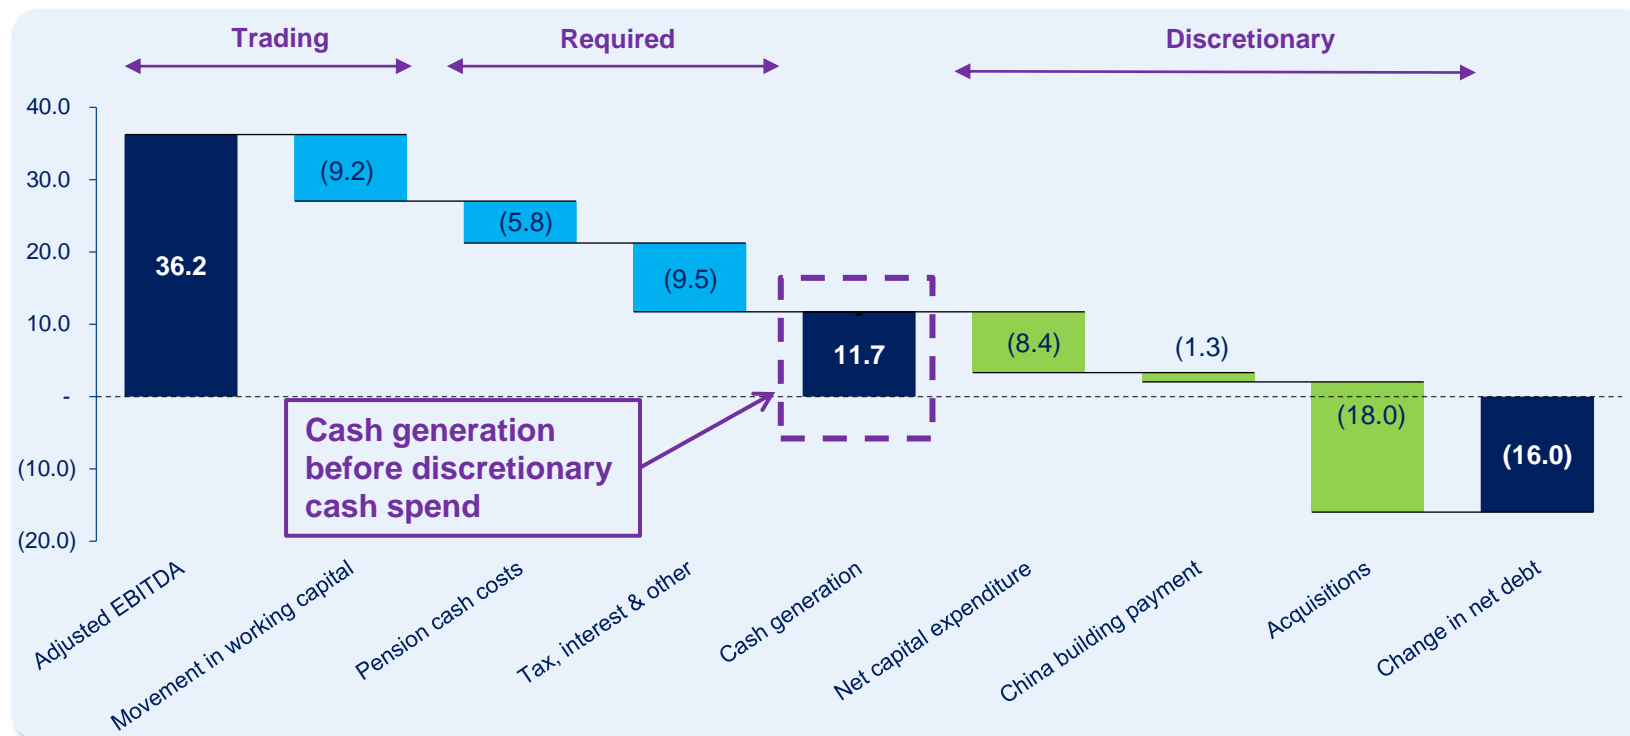 Trading
Required
Discretionary
40.0
30.0
20.0
10.0
-
(10.0)
(20.0)
36.2
(9.2)
(5.8)
(9.5)
11.7
(8.4)
(1.3)
(18.0)
(16.0)
Cash generation
before discretionary
cash spend
Adjusted EBITDA
Movement in working capital
Pension cash costs
Tax, interest & other
Cash generation
Net capital expenditure
China building payment
Acquisitions
Change in net debt